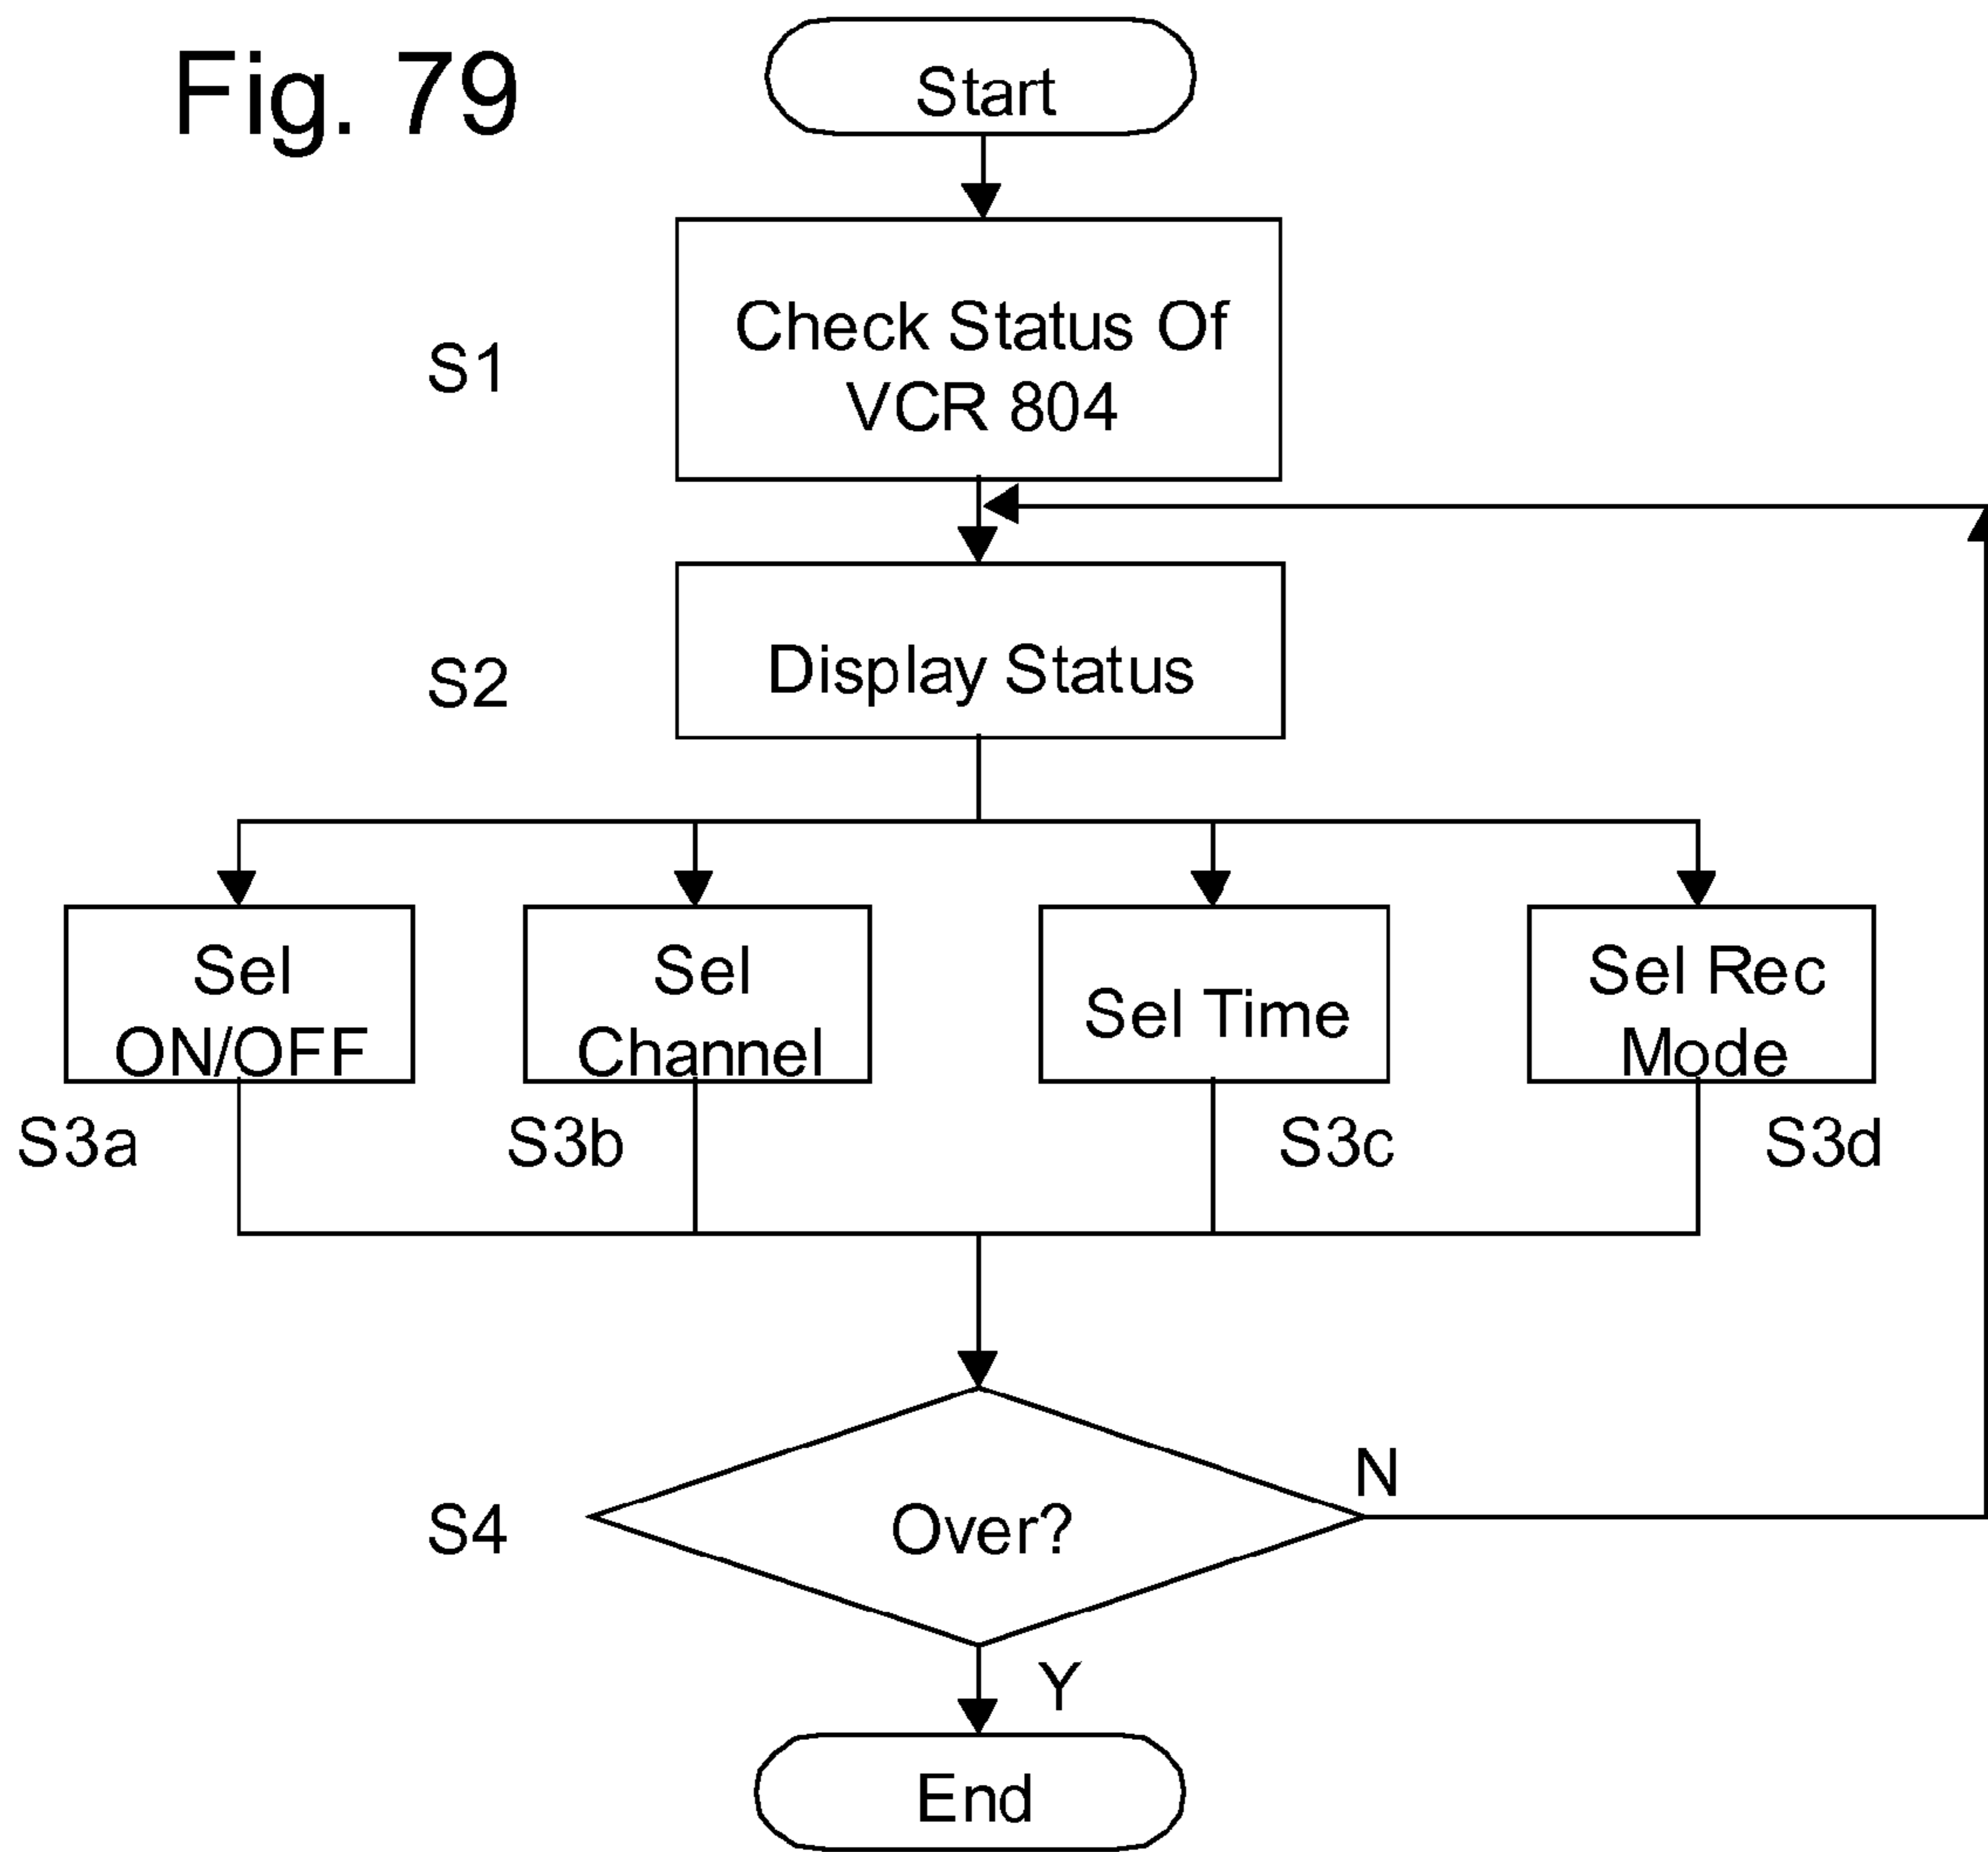 Fig. 79
Start
S1
Check Status Of
VCR 804
S2
Display Status
Sel
ON/OFF
Sel
Channel
Sel Time
Sel Rec
Mode
S3a
S3b
S3c
S3d
S4
Over?
N
Y
End